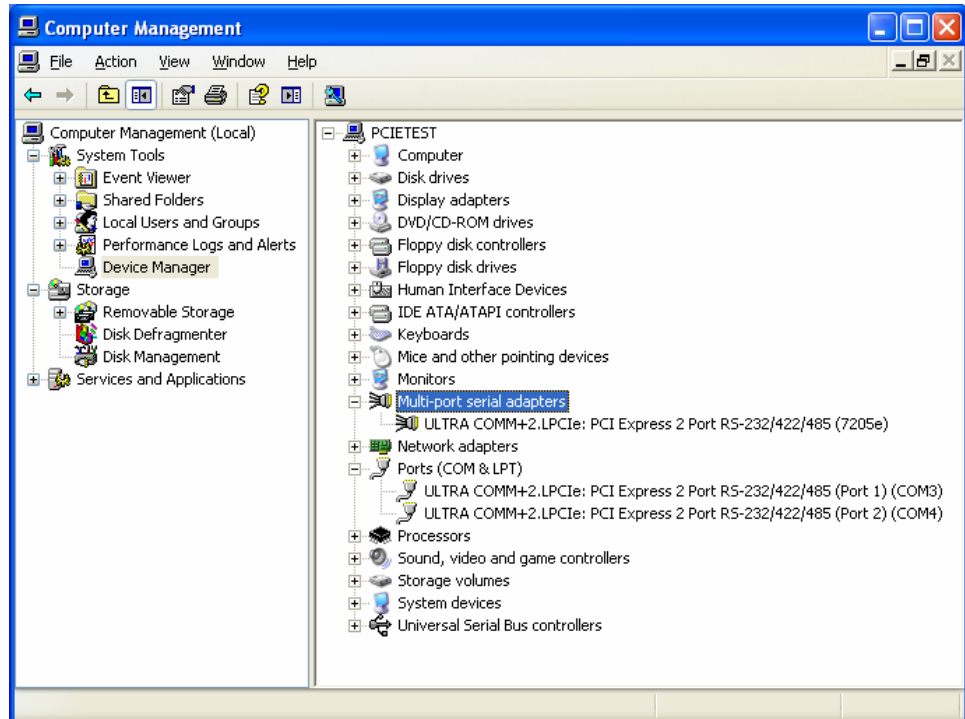 Computer Management
File Action View Window Help
Computer Management (Local)
System Tools
Event Viewer
Shared Folders
Local Users and Groups
Performance Logs and Alerts
Device Manager
Storage
Removable Storage
Disk Defragmenter
Disk Management
Services and Applications
PCIETEST
Computer
Disk drives
Display adapters
DVD/CD-ROM drives
Floppy disk controllers
Floppy disk drives
Human Interface Devices
IDE ATA/ATAPI controllers
Keyboards
Mice and other pointing devices
Monitors
Multi-port serial adapters
ULTRA COMM+2.LPCIe: PCI Express 2 Port RS-232/422/485 (7205e)
Network adapters
Ports (COM & LPT)
ULTRA COMM+2.LPCIe: PCI Express 2 Port RS-232/422/485 (Port 1) (COM3)
ULTRA COMM+2.LPCIe: PCI Express 2 Port RS-232/422/485 (Port 2) (COM4)
Processors
Sound, video and game controllers
Storage volumes
System devices
Universal Serial Bus controllers